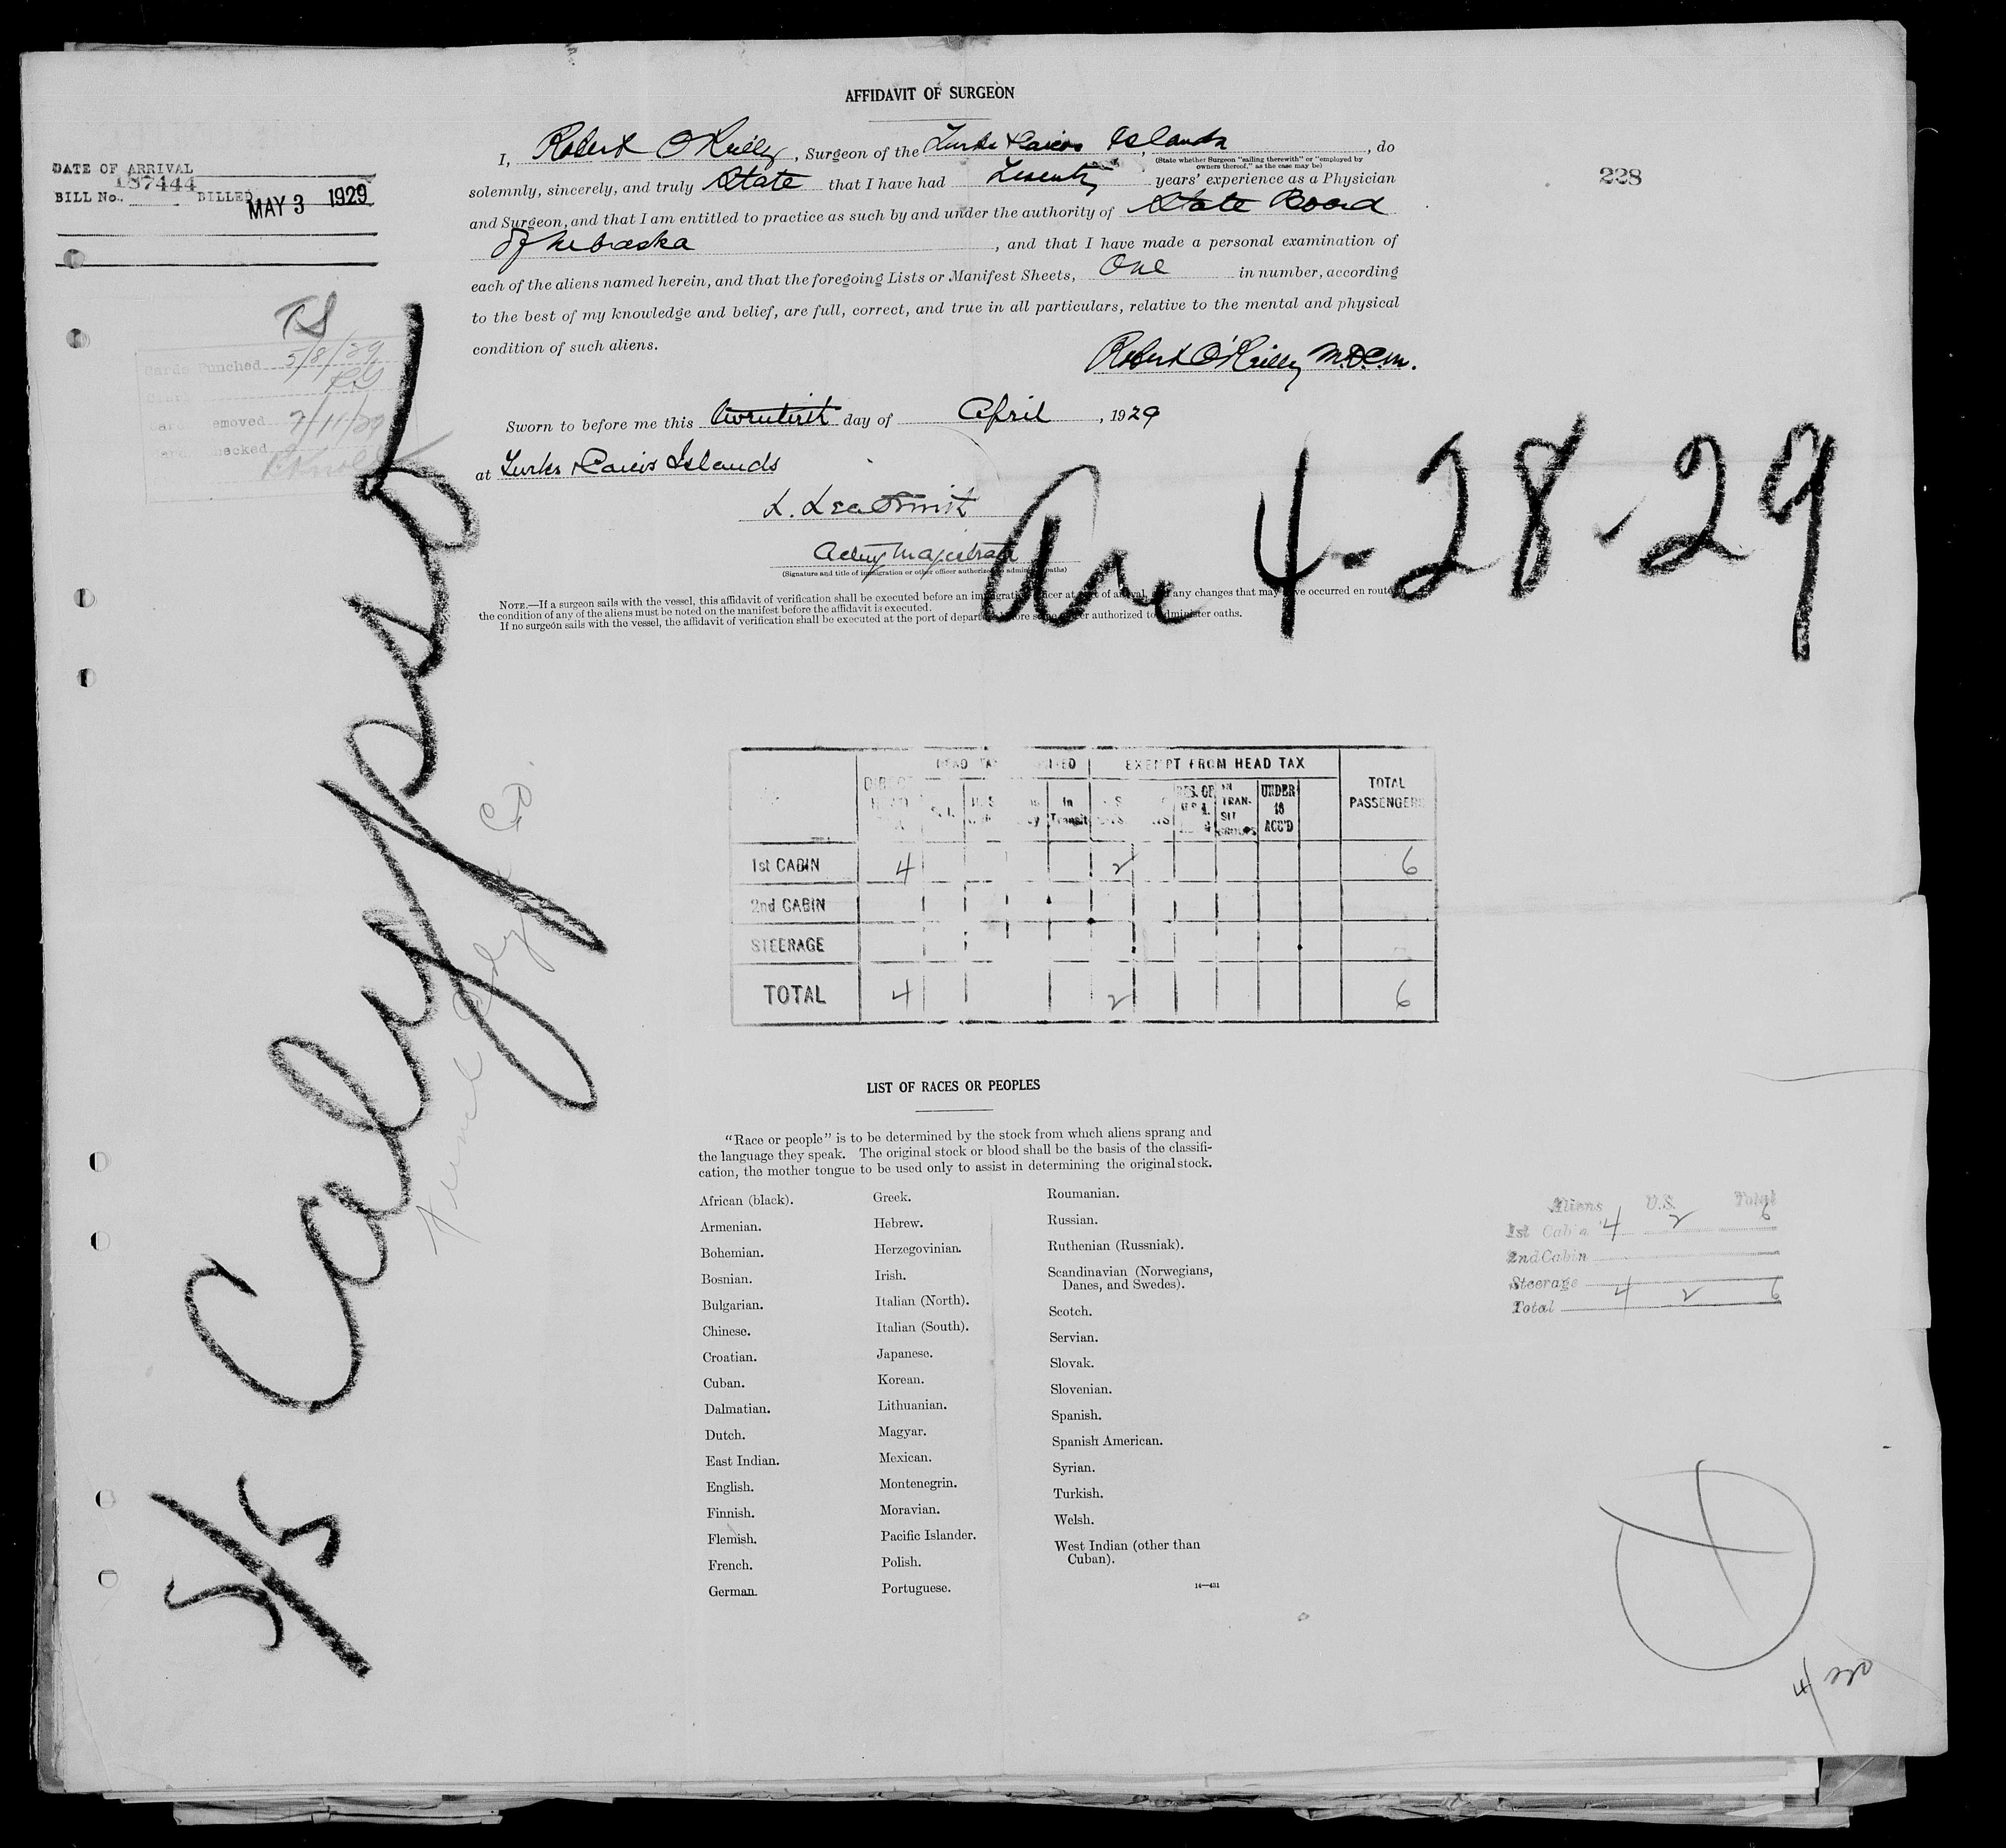 AFFIDAVIT OF SURGEON
I, Robert O'Reilly, Surgeon of the Turks & Caicos Islands, do
(State whether Surgeon "sailing therewith" or "employed by owners thereof," as the case may be)
solemnly, sincerely, and truly State that I have had Twenty years' experience as a Physician
and Surgeon, and that I am entitled to practice as such by and under the authority of State Board
of Nebraska, and that I have made a personal examination of
each of the aliens named herein, and that the foregoing Lists or Manifest Sheets, One in number, according
to the best of my knowledge and belief, are full, correct, and true in all particulars, relative to the mental and physical
condition of such aliens.
Robert O'Reilly M.D.C.M.
Sworn to before me this twentieth day of April, 1929
at Turks & Caicos Islands
L. Lea Smith
Acting Magistrate
(Signature and title of immigration or other officer authorized to administer oaths)
NOTE.—If a surgeon sails with the vessel, this affidavit of verification shall be executed before an immigration officer at port of arrival, any changes that may have occurred en route
the condition of any of the aliens must be noted on the manifest before the affidavit is executed.
If no surgeon sails with the vessel, the affidavit of verification shall be executed at the port of departure before some officer authorized to administer oaths.
DATE OF ARRIVAL
187444
BILL No. BILLED MAY 3 1929
228
TS
Cards Punched 5/8/29
Clerk
Cards removed 7/11/29
Card checked
Arr 4-28-29
S/S Calypso
HEAD TAX EXEMPT FROM HEAD TAX
DIRECT HEAD TAX In Transit RES. OF U.S.A. IN TRANSIT GROUPS UNDER 16 ACC'D TOTAL PASSENGERS
1st CABIN 4 2 6
2nd CABIN
STEERAGE
TOTAL 4 2 6
LIST OF RACES OR PEOPLES
"Race or people" is to be determined by the stock from which aliens sprang and
the language they speak. The original stock or blood shall be the basis of the classifi-
cation, the mother tongue to be used only to assist in determining the original stock.
African (black).
Armenian.
Bohemian.
Bosnian.
Bulgarian.
Chinese.
Croatian.
Cuban.
Dalmatian.
Dutch.
East Indian.
English.
Finnish.
Flemish.
French.
German.
Greek.
Hebrew.
Herzegovinian.
Irish.
Italian (North).
Italian (South).
Japanese.
Korean.
Lithuanian.
Magyar.
Mexican.
Montenegrin.
Moravian.
Pacific Islander.
Polish.
Portuguese.
Roumanian.
Russian.
Ruthenian (Russniak).
Scandinavian (Norwegians,
Danes, and Swedes).
Scotch.
Servian.
Slovak.
Slovenian.
Spanish.
Spanish American.
Syrian.
Turkish.
Welsh.
West Indian (other than
Cuban).
14—431
Aliens U.S. Total
1st Cabin 4 2 6
2nd Cabin
Steerage
Total 4 2 6